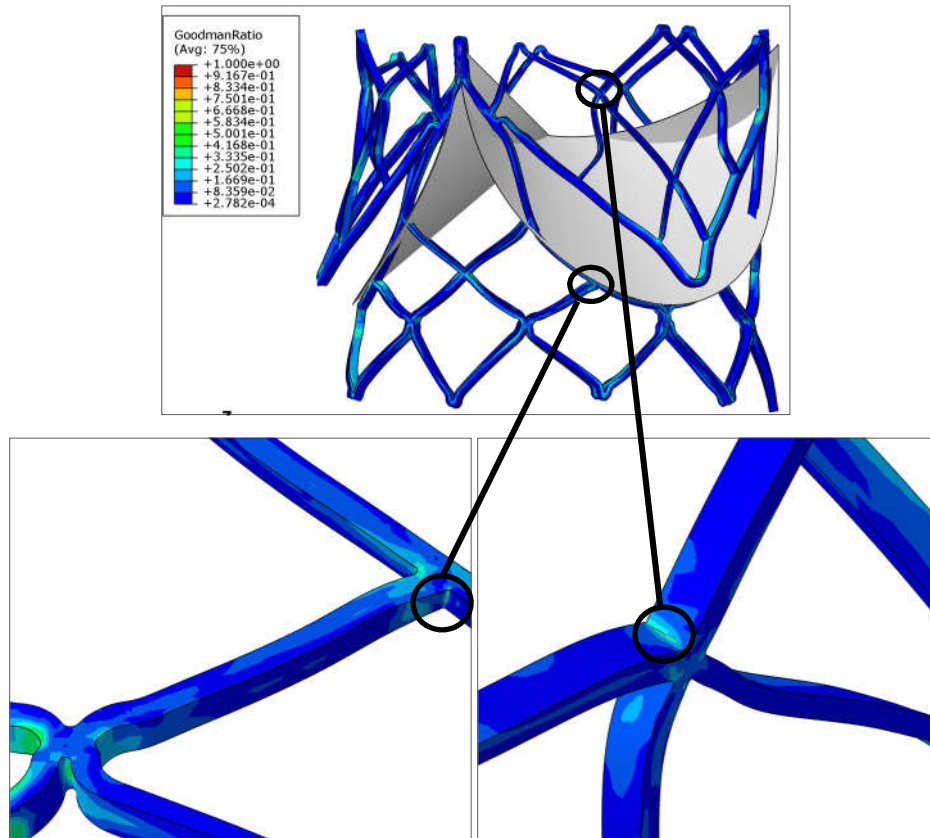 GoodmanRatio
(Avg: 75%)
+1.000e+00
+9.167e-01
+8.334e-01
+7.501e-01
+6.668e-01
+5.834e-01
+5.001e-01
+4.168e-01
+3.335e-01
+2.502e-01
+1.669e-01
+8.359e-02
+2.782e-04